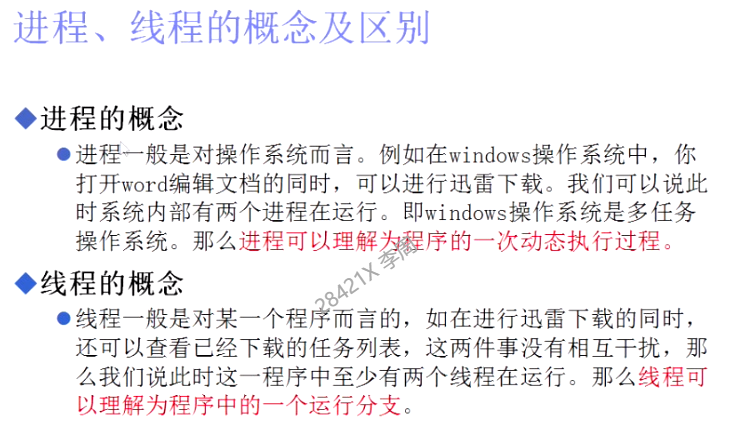 进程、线程的概念及区别
◆进程的概念
●进程一般是对操作系统而言。例如在windows操作系统中，你
打开word编辑文档的同时，可以进行迅雷下载。我们可以说此
时系统内部有两个进程在运行。即windows操作系统是多任务
操作系统。那么进程可以理解为程序的一次动态执行过程。
28421X 李周
◆线程的概念
●线程一般是对某一个程序而言的，如在进行迅雷下载的同时，
还可以查看已经下载的任务列表，这两件事没有相互干扰，那
么我们说此时这一程序中至少有两个线程在运行。那么线程可
以理解为程序中的一个运行分支。